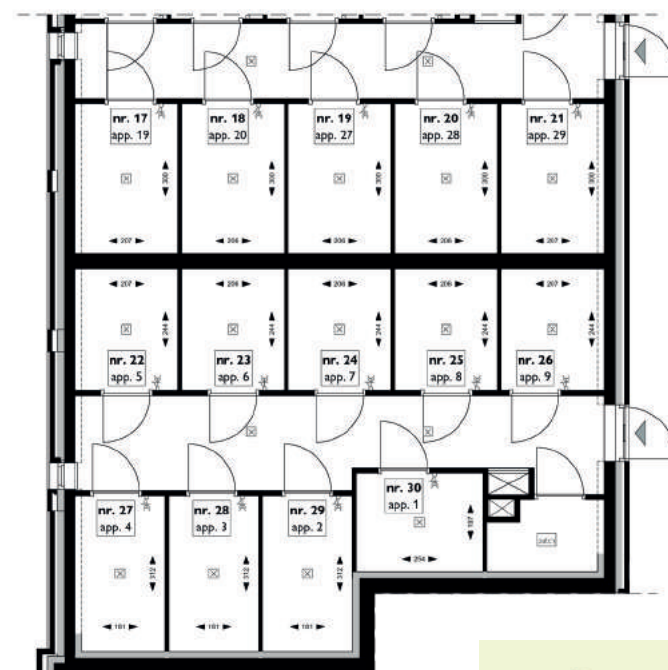 nr. 17
app. 19
nr. 18
app. 20
nr. 19
app. 27
nr. 20
app. 28
nr. 21
app. 29
300
300
300
300
300
207
206
206
206
207
207
206
206
206
207
244
244
244
244
244
nr. 22
app. 5
nr. 23
app. 6
nr. 24
app. 7
nr. 25
app. 8
nr. 26
app. 9
nr. 27
app. 4
nr. 28
app. 3
nr. 29
app. 2
nr. 30
app. 1
312
312
312
197
254
181
181
181